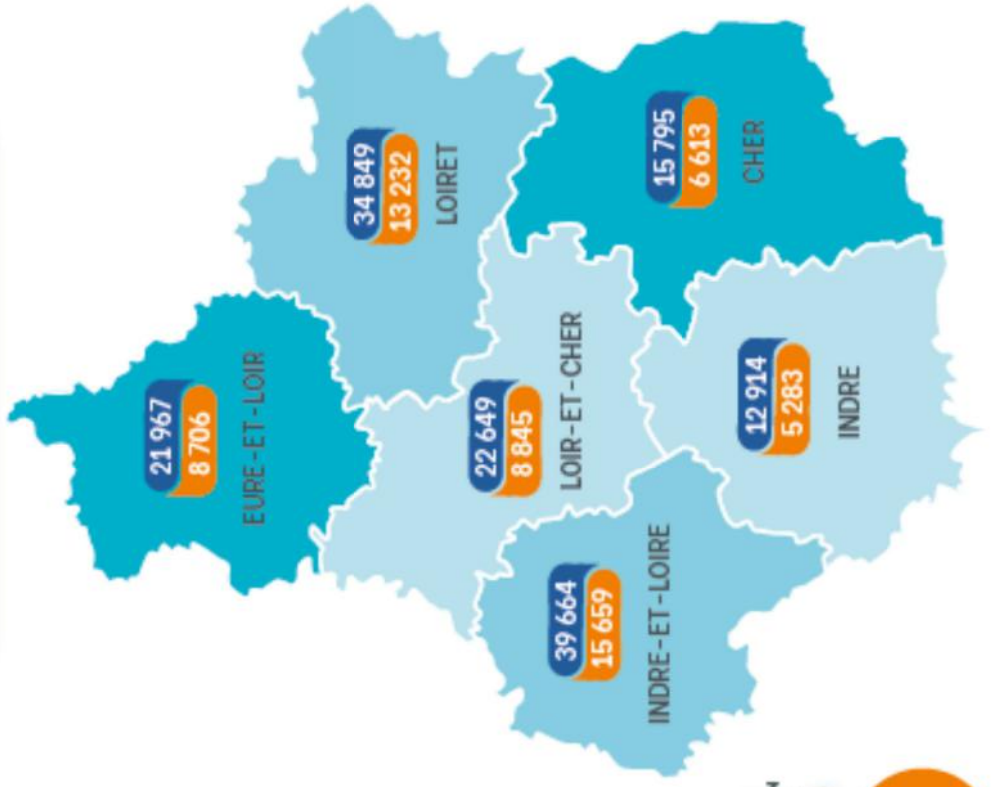 21 967
8 706
EURE-ET-LOIR
34 849
13 232
LOIRET
22 649
8 845
LOIR-ET-CHER
15 795
6 613
CHER
39 664
15 659
INDRE-ET-LOIRE
12 914
5 283
INDRE